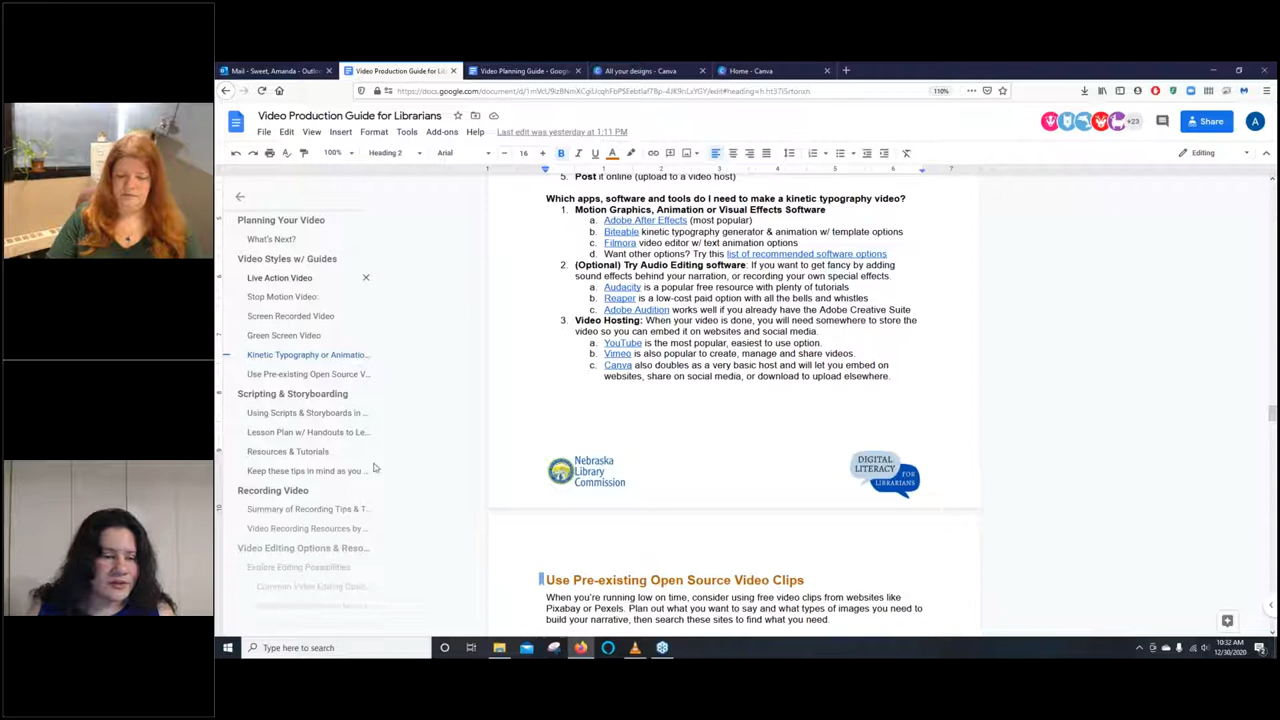 Mail - Sweet, Amanda - Outlo
Video Production Guide for Lib
Video Planning Guide - Google
All your designs - Canva
Home - Canva
110%
Video Production Guide for Librarians
File Edit View Insert Format Tools Add-ons Help Last edit was yesterday at 1:11 PM
+23
Share
A
100% Heading 2 Arial 16 B I U A Editing
Planning Your Video
What's Next?
Video Styles w/ Guides
Live Action Video
Stop Motion Video:
Screen Recorded Video
Green Screen Video
Kinetic Typography or Animatio...
Use Pre-existing Open Source V...
Scripting & Storyboarding
Using Scripts & Storyboards in ...
Lesson Plan w/ Handouts to Le...
Resources & Tutorials
Keep these tips in mind as you ...
Recording Video
Summary of Recording Tips & T...
Video Recording Resources by ...
Video Editing Options & Reso...
Explore Editing Possibilities
Common Video Editing
5. Post it online (upload to a video host)
Which apps, software and tools do I need to make a kinetic typography video?
1. Motion Graphics, Animation or Visual Effects Software
a. Adobe After Effects (most popular)
b. Biteable kinetic typography generator & animation w/ template options
c. Filmora video editor w/ text animation options
d. Want other options? Try this list of recommended software options
2. (Optional) Try Audio Editing software: If you want to get fancy by adding
sound effects behind your narration, or recording your own special effects.
a. Audacity is a popular free resource with plenty of tutorials
b. Reaper is a low-cost paid option with all the bells and whistles
c. Adobe Audition works well if you already have the Adobe Creative Suite
3. Video Hosting: When your video is done, you will need somewhere to store the
video so you can embed it on websites and social media.
a. YouTube is the most popular, easiest to use option.
b. Vimeo is also popular to create, manage and share videos.
c. Canva also doubles as a very basic host and will let you embed on
websites, share on social media, or download to upload elsewhere.
Nebraska
Library
Commission
DIGITAL
LITERACY
FOR
LIBRARIANS
Use Pre-existing Open Source Video Clips
When you're running low on time, consider using free video clips from websites like
Pixabay or Pexels. Plan out what you want to say and what types of images you need to
build your narrative, then search these sites to find what you need.
Type here to search
10:32 AM
12/30/2020